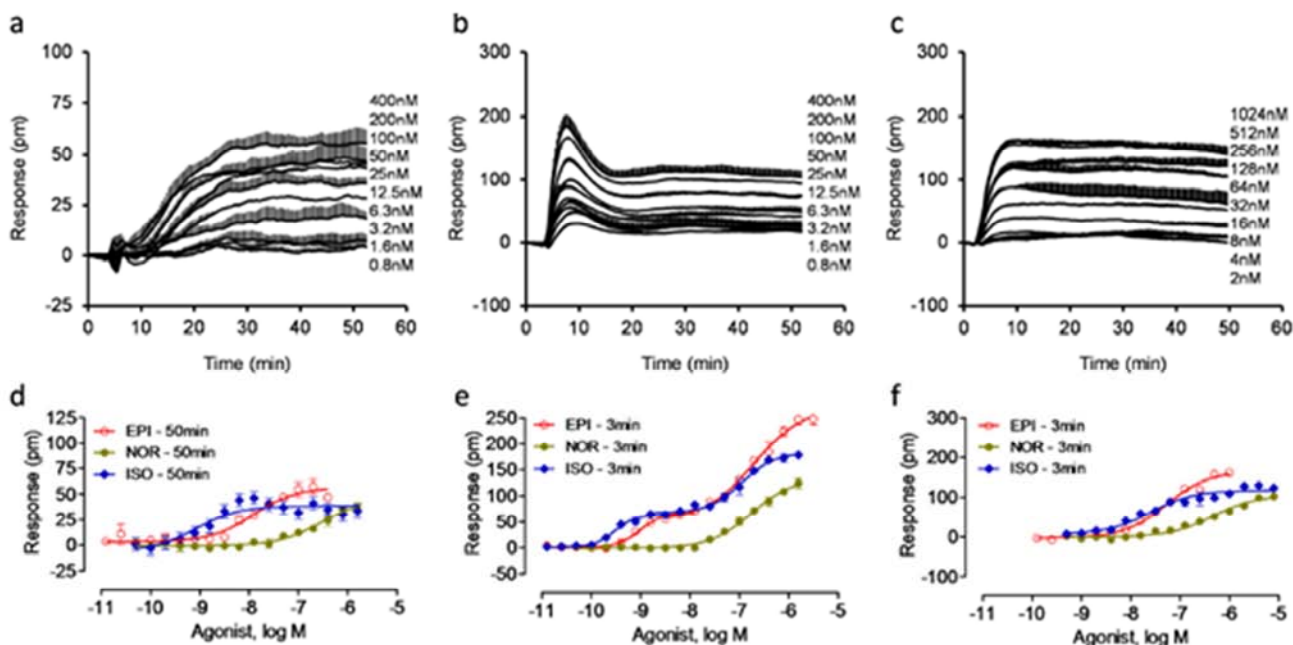 a
100
75
50
25
0
-25
Response (pm)
0 10 20 30 40 50 60
Time (min)
400nM
200nM
100nM
50nM
25nM
12.5nM
6.3nM
3.2nM
1.6nM
0.8nM
b
300
200
100
0
-100
Response (pm)
0 10 20 30 40 50 60
Time (min)
400nM
200nM
100nM
50nM
25nM
12.5nM
6.3nM
3.2nM
1.6nM
0.8nM
c
300
200
100
0
-100
Response (pm)
0 10 20 30 40 50 60
Time (min)
1024nM
512nM
256nM
128nM
64nM
32nM
16nM
8nM
4nM
2nM
d
125
100
75
50
25
0
-25
Response (pm)
EPI - 50min
NOR - 50min
ISO - 50min
-11 -10 -9 -8 -7 -6 -5
Agonist, log M
e
250
200
150
100
50
0
-50
Response (pm)
EPI - 3min
NOR - 3min
ISO - 3min
-11 -10 -9 -8 -7 -6 -5
Agonist, log M
f
300
200
100
0
-100
Response (pm)
EPI - 3min
NOR - 3min
ISO - 3min
-11 -10 -9 -8 -7 -6 -5
Agonist, log M